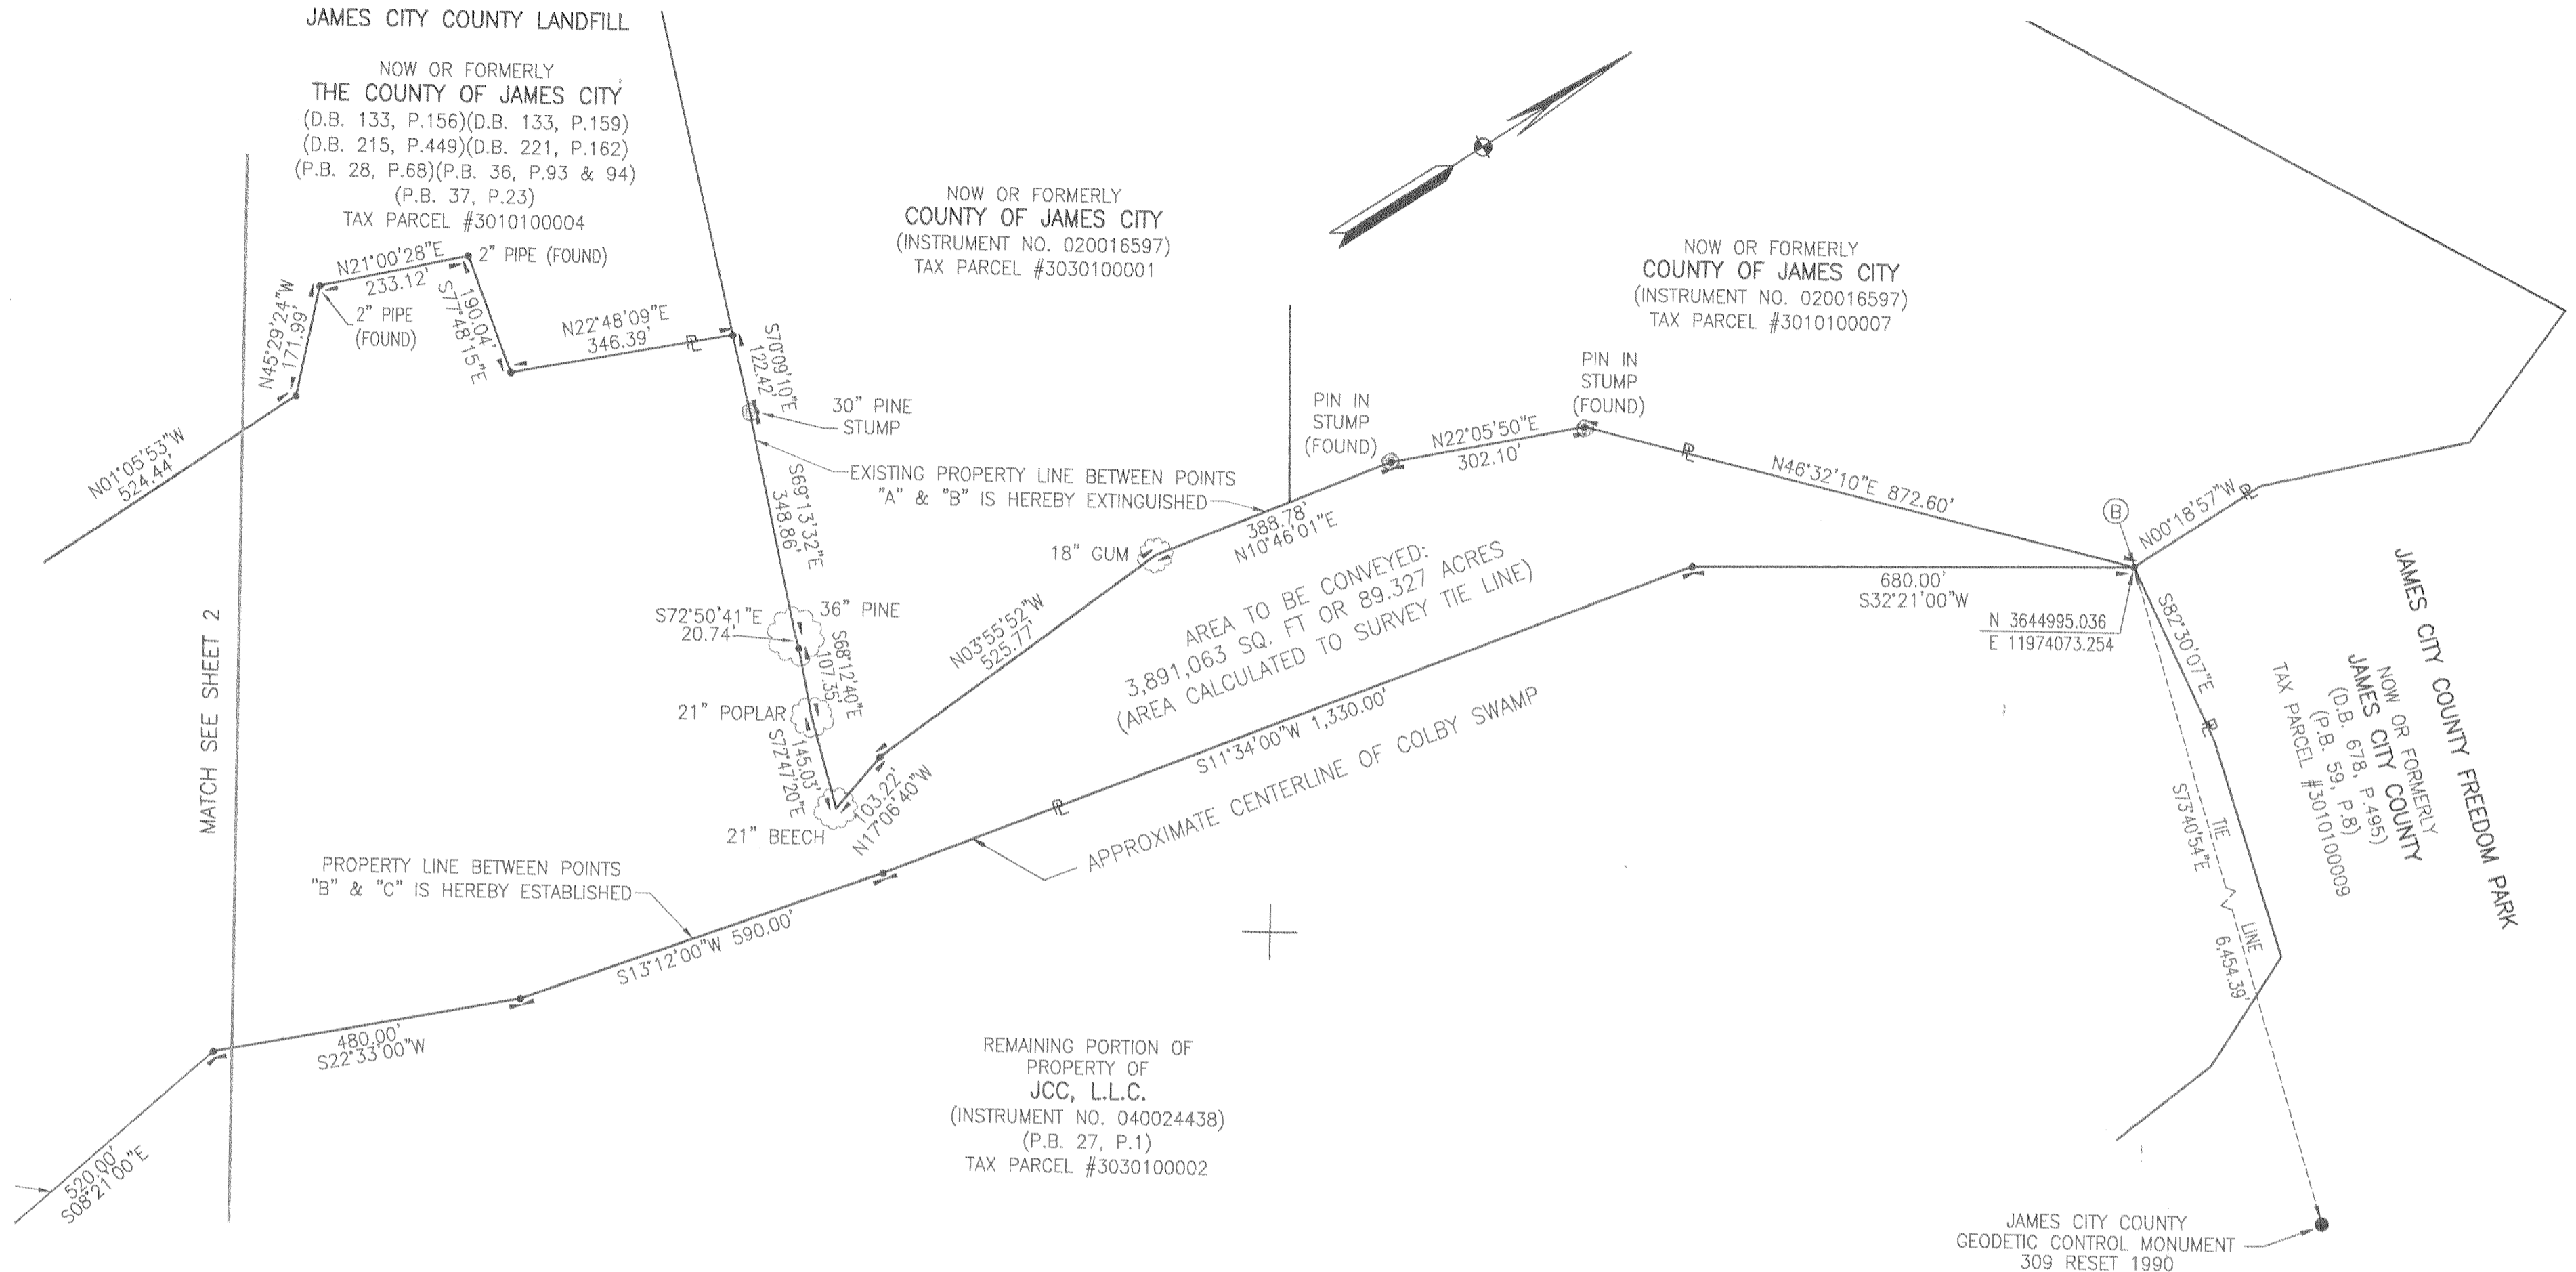 JAMES CITY COUNTY LANDFILL
NOW OR FORMERLY
THE COUNTY OF JAMES CITY
(D.B. 133, P.156)(D.B. 133, P.159)
(D.B. 215, P.449)(D.B. 221, P.162)
(P.B. 28, P.68)(P.B. 36, P.93 & 94)
(P.B. 37, P.23)
TAX PARCEL #3010100004
N21°00'28"E
233.12'
2" PIPE (FOUND)
2" PIPE
(FOUND)
N45°29'24"W
171.99'
190.04'
S77°48'15"E
N22°48'09"E
346.39'
PL
N01°05'53"W
524.44'
MATCH SEE SHEET 2
NOW OR FORMERLY
COUNTY OF JAMES CITY
(INSTRUMENT NO. 020016597)
TAX PARCEL #3030100001
NOW OR FORMERLY
COUNTY OF JAMES CITY
(INSTRUMENT NO. 020016597)
TAX PARCEL #3010100007
S70°09'10"E
122.42'
30" PINE
STUMP
EXISTING PROPERTY LINE BETWEEN POINTS
"A" & "B" IS HEREBY EXTINGUISHED
S69°13'32"E
348.86'
36" PINE
S72°50'41"E
20.74'
S68°12'40"E
107.35'
21" POPLAR
145.03'
S72°47'20"E
21" BEECH
103.22'
N17°06'40"W
N03°55'52"W
525.77'
18" GUM
388.78'
N10°46'01"E
PIN IN
STUMP
(FOUND)
N22°05'50"E
302.10'
PIN IN
STUMP
(FOUND)
PL
N46°32'10"E 872.60'
B
N00°18'57"W
PL
AREA TO BE CONVEYED:
3,891,063 SQ. FT OR 89.327 ACRES
(AREA CALCULATED TO SURVEY TIE LINE)
680.00'
S32°21'00"W
N 3644995.036
E 11974073.254
S82°30'07"E
PL
S73°40'54"E
TIE
LINE
6,454.39'
JAMES CITY COUNTY FREEDOM PARK
NOW OR FORMERLY
JAMES CITY COUNTY
(D.B. 678, P.495)
(P.B. 59, P.8)
TAX PARCEL #3010100009
S11°34'00"W 1,330.00'
PL
APPROXIMATE CENTERLINE OF COLBY SWAMP
PROPERTY LINE BETWEEN POINTS
"B" & "C" IS HEREBY ESTABLISHED
S13°12'00"W 590.00'
480.00'
S22°33'00"W
520.00'
S08°21'00"E
REMAINING PORTION OF
PROPERTY OF
JCC, L.L.C.
(INSTRUMENT NO. 040024438)
(P.B. 27, P.1)
TAX PARCEL #3030100002
JAMES CITY COUNTY
GEODETIC CONTROL MONUMENT
309 RESET 1990